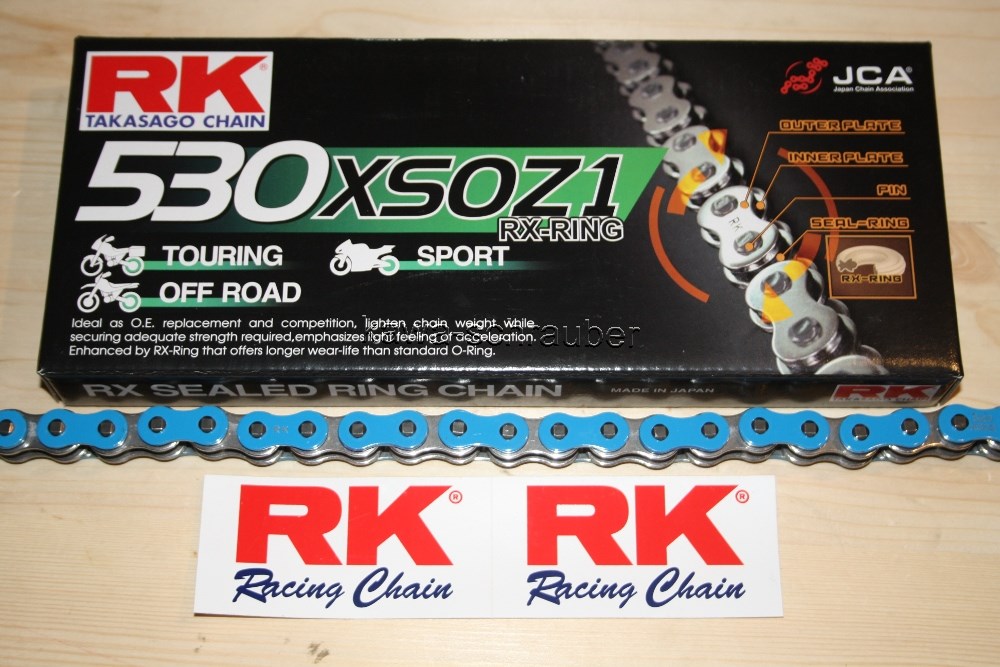 RK®
TAKASAGO CHAIN
JCA®
Japan Chain Association
530XSOZ1
RX-RING
OUTER PLATE
INNER PLATE
PIN
SEAL-RING
RX-RING
RK
TOURING
SPORT
OFF ROAD
Ideal as O.E. replacement and competition, lighten chain weight while
securing adequate strength required,emphasizes light feeling of acceleration.
Enhanced by RX-Ring that offers longer wear-life than standard O-Ring.
RX SEALED RING CHAIN
MADE IN JAPAN
RK
RK
RK®
Racing Chain
RK®
Racing Chain